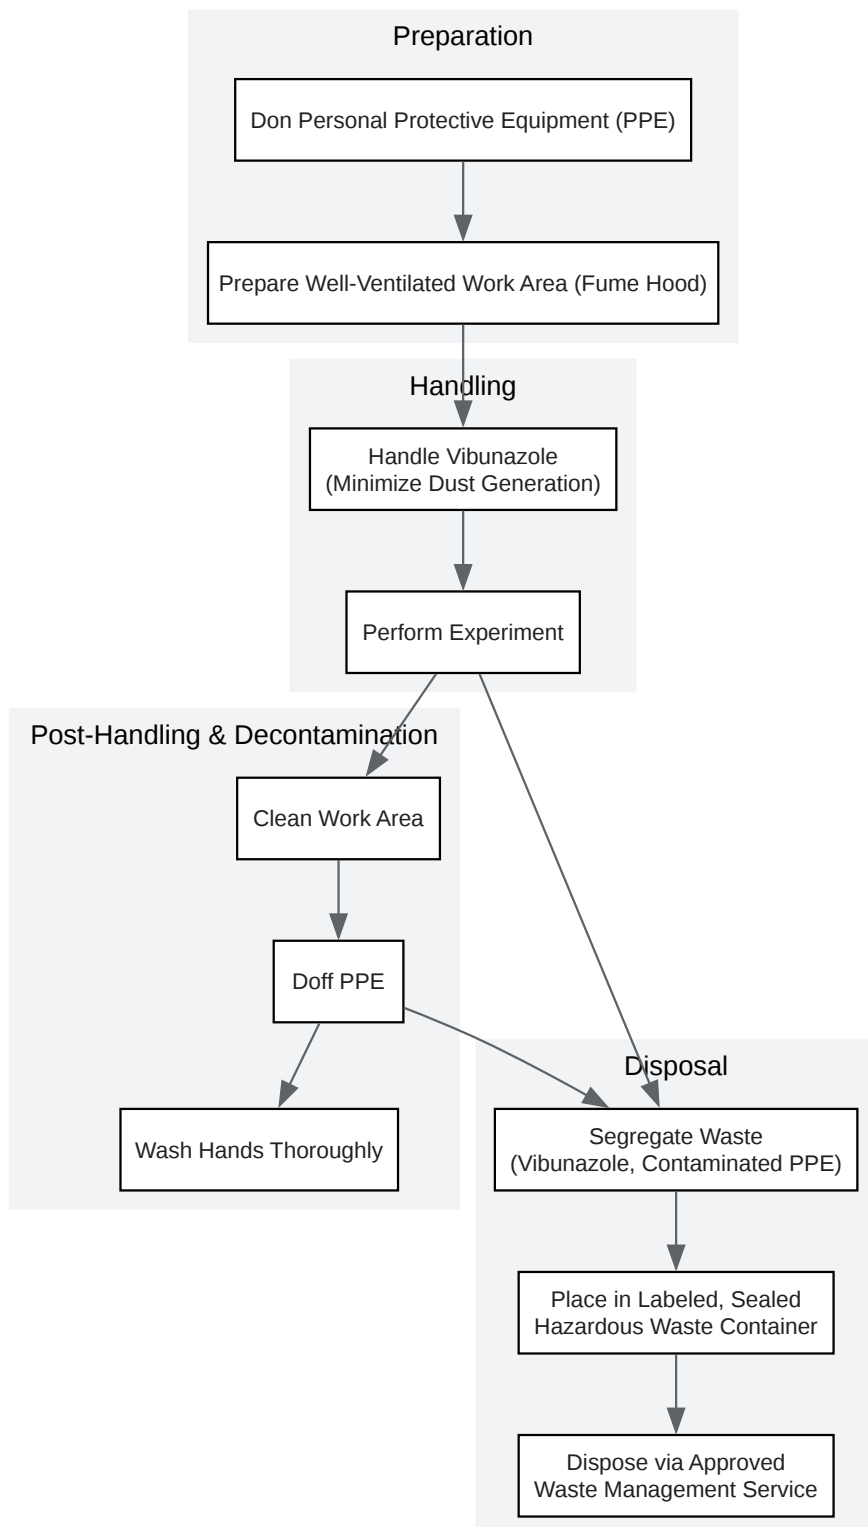 Preparation
Don Personal Protective Equipment (PPE)
Prepare Well-Ventilated Work Area (Fume Hood)
Handling
Handle Vibunazole
(Minimize Dust Generation)
Perform Experiment
Post-Handling & Decontamination
Clean Work Area
Doff PPE
Wash Hands Thoroughly
Disposal
Segregate Waste
(Vibunazole, Contaminated PPE)
Place in Labeled, Sealed
Hazardous Waste Container
Dispose via Approved
Waste Management Service